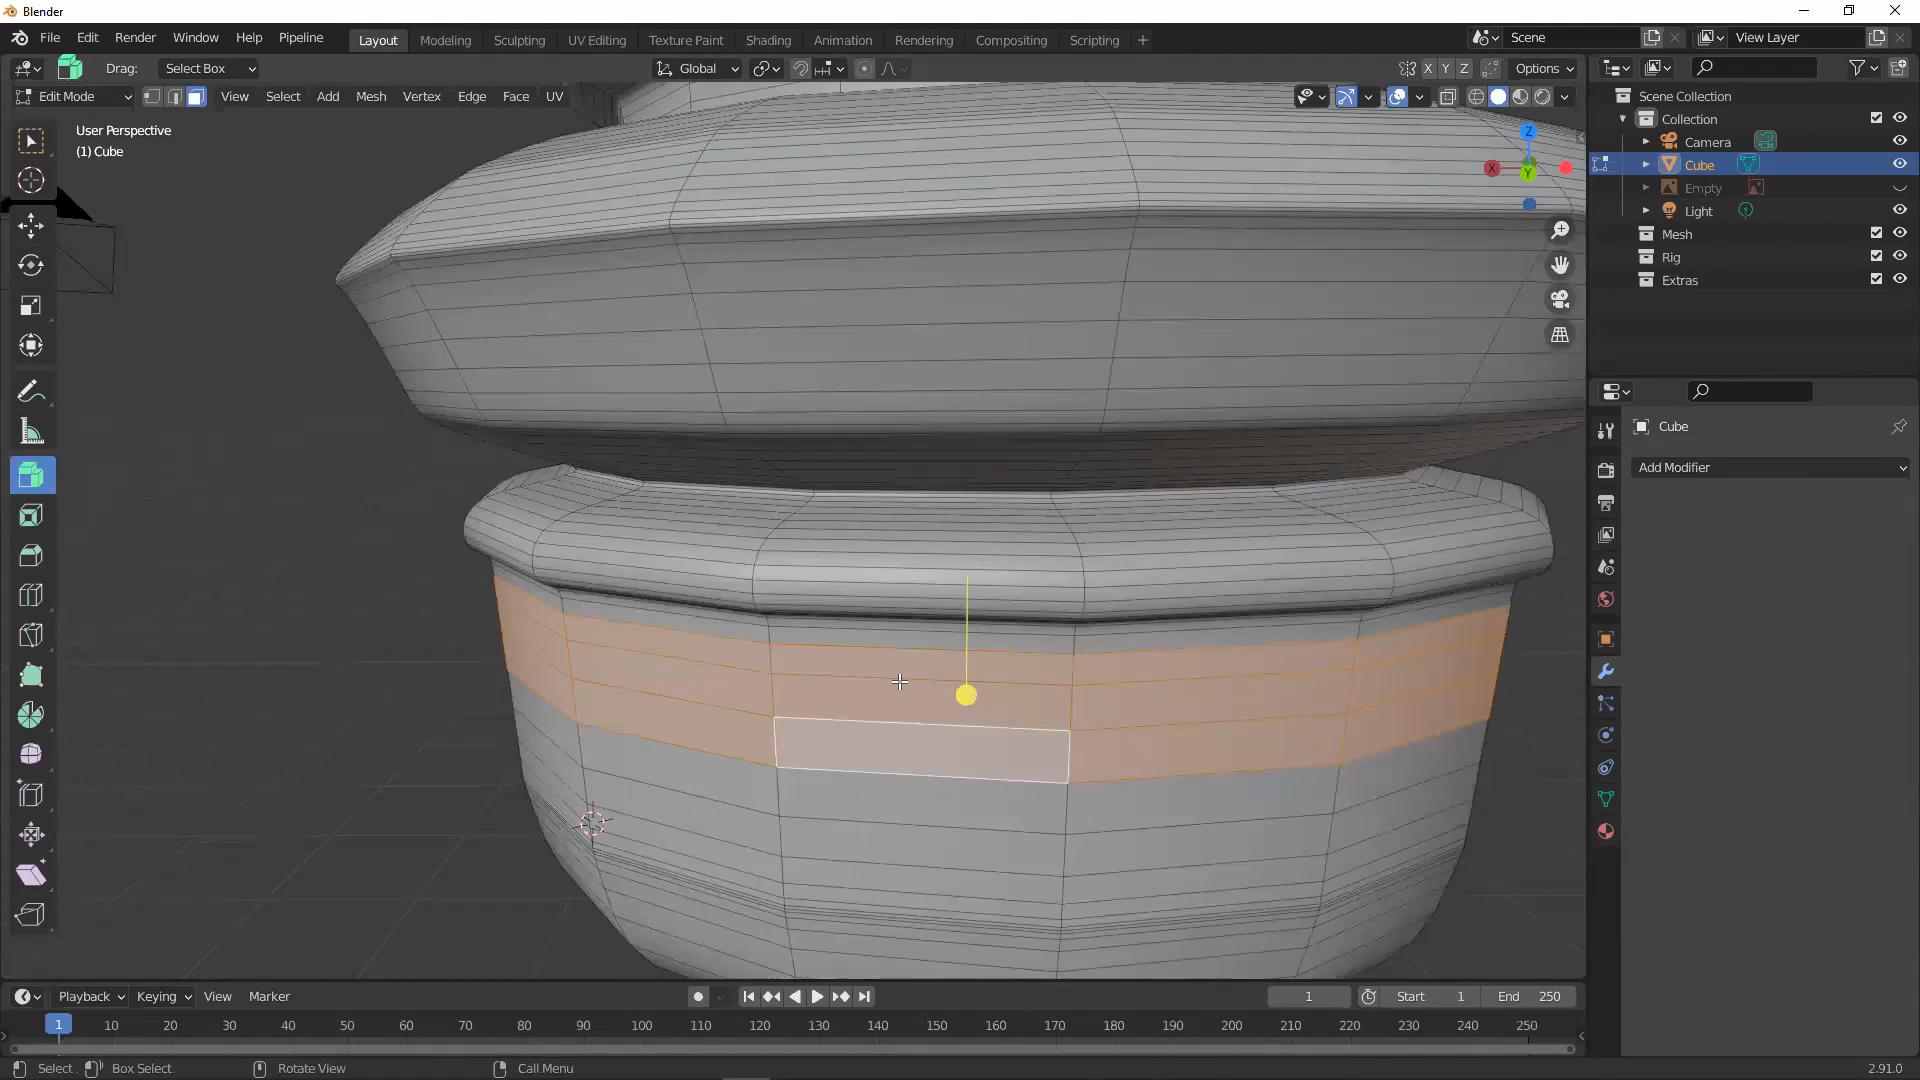 Blender
File Edit Render Window Help Pipeline
Layout Modeling Sculpting UV Editing Texture Paint Shading Animation Rendering Compositing Scripting +
Scene
View Layer
Drag: Select Box
Global
X Y Z
Options
Edit Mode
View Select Add Mesh Vertex Edge Face UV
User Perspective
(1) Cube
Z
X
Y
Scene Collection
Collection
Camera
Cube
Empty
Light
Mesh
Rig
Extras
Cube
Add Modifier
Playback Keying View Marker
1
Start 1
End 250
1 10 20 30 40 50 60 70 80 90 100 110 120 130 140 150 160 170 180 190 200 210 220 230 240 250
Select Box Select Rotate View Call Menu
2.91.0